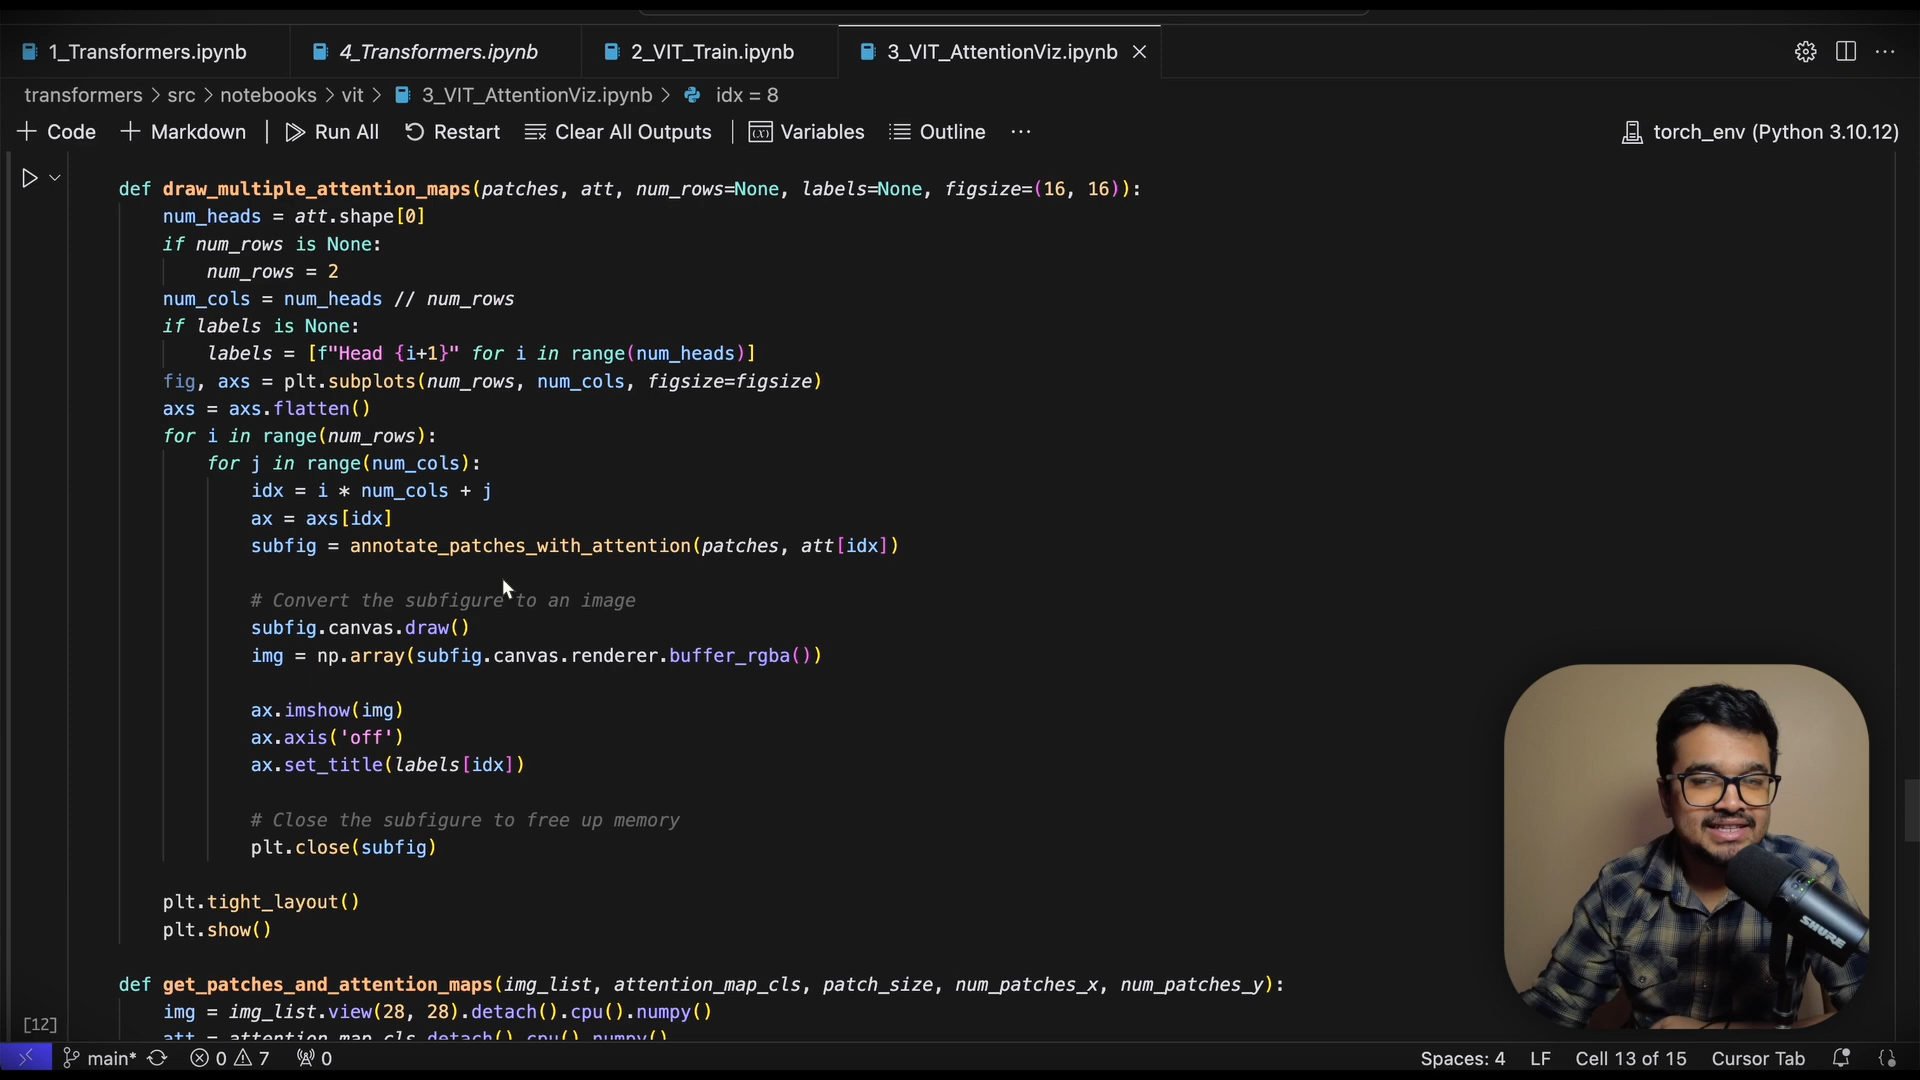 1_Transformers.ipynb 4_Transformers.ipynb 2_VIT_Train.ipynb 3_VIT_AttentionViz.ipynb
transformers > src > notebooks > vit > 3_VIT_AttentionViz.ipynb > idx = 8
+ Code + Markdown | Run All Restart Clear All Outputs | Variables Outline ... torch_env (Python 3.10.12)
def draw_multiple_attention_maps(patches, att, num_rows=None, labels=None, figsize=(16, 16)):
    num_heads = att.shape[0]
    if num_rows is None:
        num_rows = 2
    num_cols = num_heads // num_rows
    if labels is None:
        labels = [f"Head {i+1}" for i in range(num_heads)]
    fig, axs = plt.subplots(num_rows, num_cols, figsize=figsize)
    axs = axs.flatten()
    for i in range(num_rows):
        for j in range(num_cols):
            idx = i * num_cols + j
            ax = axs[idx]
            subfig = annotate_patches_with_attention(patches, att[idx])
            # Convert the subfigure to an image
            subfig.canvas.draw()
            img = np.array(subfig.canvas.renderer.buffer_rgba())
            ax.imshow(img)
            ax.axis('off')
            ax.set_title(labels[idx])
            # Close the subfigure to free up memory
            plt.close(subfig)
    plt.tight_layout()
    plt.show()
def get_patches_and_attention_maps(img_list, attention_map_cls, patch_size, num_patches_x, num_patches_y):
    img = img_list.view(28, 28).detach().cpu().numpy()
[12]
    att = attention_map_cls.detach().cpu().numpy()
SHURE
main* 0 7 0 Spaces: 4 LF Cell 13 of 15 Cursor Tab